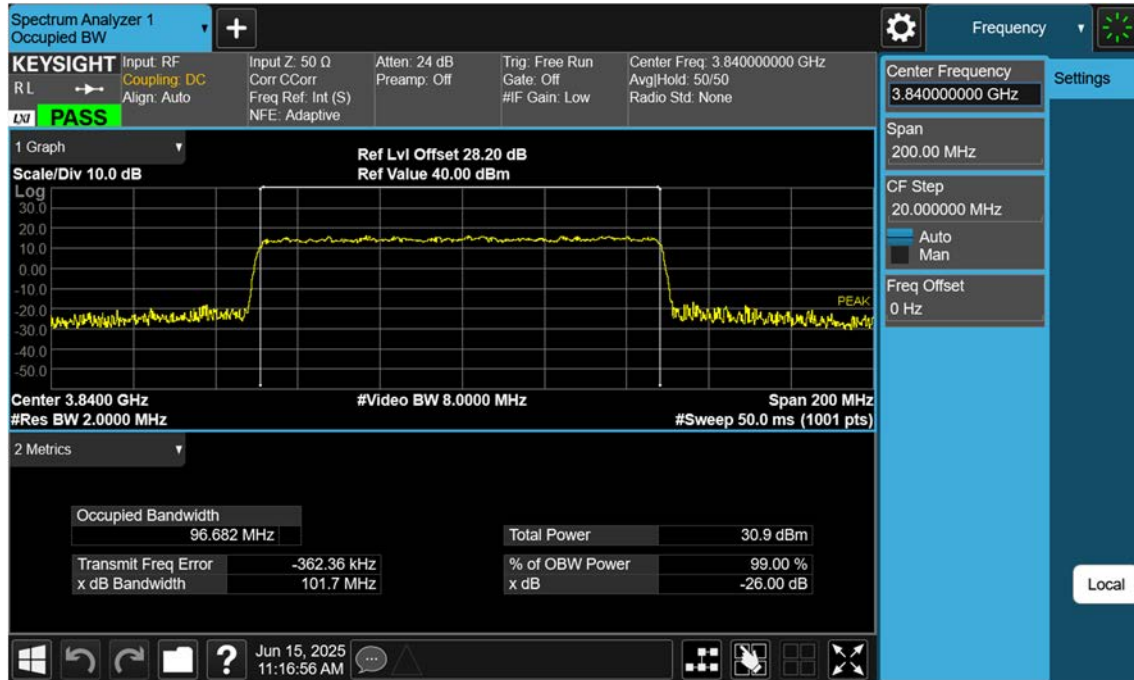 Spectrum Analyzer 1
Occupied BW
+
Frequency
KEYSIGHT
R L
LXI PASS
Input: RF
Coupling: DC
Align: Auto
Input Z: 50 Ω
Corr CCorr
Freq Ref: Int (S)
NFE: Adaptive
Atten: 24 dB
Preamp: Off
Trig: Free Run
Gate: Off
#IF Gain: Low
Center Freq: 3.840000000 GHz
Avg|Hold: 50/50
Radio Std: None
1 Graph
Scale/Div 10.0 dB
Ref Lvl Offset 28.20 dB
Ref Value 40.00 dBm
Log
30.0
20.0
10.0
0.00
-10.0
-20.0
-30.0
-40.0
-50.0
PEAK
Center 3.8400 GHz
#Video BW 8.0000 MHz
Span 200 MHz
#Res BW 2.0000 MHz
#Sweep 50.0 ms (1001 pts)
2 Metrics
Occupied Bandwidth
96.682 MHz
Total Power 30.9 dBm
Transmit Freq Error -362.36 kHz
% of OBW Power 99.00 %
x dB Bandwidth 101.7 MHz
x dB -26.00 dB
Center Frequency
3.840000000 GHz
Settings
Span
200.00 MHz
CF Step
20.000000 MHz
Auto
Man
Freq Offset
0 Hz
Local
?
Jun 15, 2025
11:16:56 AM